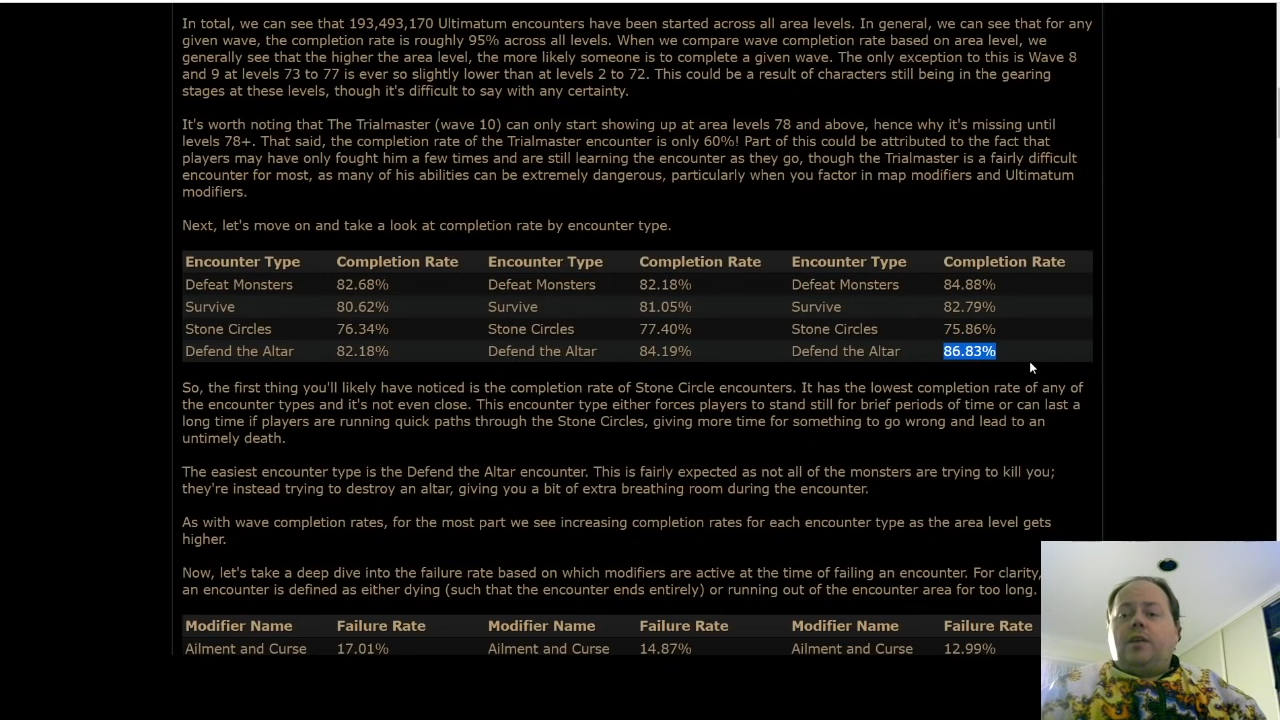 In total, we can see that 193,493,170 Ultimatum encounters have been started across all area levels. In general, we can see that for any
given wave, the completion rate is roughly 95% across all levels. When we compare wave completion rate based on area level, we
generally see that the higher the area level, the more likely someone is to complete a given wave. The only exception to this is Wave 8
and 9 at levels 73 to 77 is ever so slightly lower than at levels 2 to 72. This could be a result of characters still being in the gearing
stages at these levels, though it's difficult to say with any certainty.
It's worth noting that The Trialmaster (wave 10) can only start showing up at area levels 78 and above, hence why it's missing until
levels 78+. That said, the completion rate of the Trialmaster encounter is only 60%! Part of this could be attributed to the fact that
players may have only fought him a few times and are still learning the encounter as they go, though the Trialmaster is a fairly difficult
encounter for most, as many of his abilities can be extremely dangerous, particularly when you factor in map modifiers and Ultimatum
modifiers.
Next, let's move on and take a look at completion rate by encounter type.
Encounter Type Completion Rate Encounter Type Completion Rate Encounter Type Completion Rate
Defeat Monsters 82.68% Defeat Monsters 82.18% Defeat Monsters 84.88%
Survive 80.62% Survive 81.05% Survive 82.79%
Stone Circles 76.34% Stone Circles 77.40% Stone Circles 75.86%
Defend the Altar 82.18% Defend the Altar 84.19% Defend the Altar 86.83%
So, the first thing you'll likely have noticed is the completion rate of Stone Circle encounters. It has the lowest completion rate of any of
the encounter types and it's not even close. This encounter type either forces players to stand still for brief periods of time or can last a
long time if players are running quick paths through the Stone Circles, giving more time for something to go wrong and lead to an
untimely death.
The easiest encounter type is the Defend the Altar encounter. This is fairly expected as not all of the monsters are trying to kill you;
they're instead trying to destroy an altar, giving you a bit of extra breathing room during the encounter.
As with wave completion rates, for the most part we see increasing completion rates for each encounter type as the area level gets
higher.
Now, let's take a deep dive into the failure rate based on which modifiers are active at the time of failing an encounter. For clarity,
an encounter is defined as either dying (such that the encounter ends entirely) or running out of the encounter area for too long.
Modifier Name Failure Rate Modifier Name Failure Rate Modifier Name Failure Rate
Ailment and Curse 17.01% Ailment and Curse 14.87% Ailment and Curse 12.99%